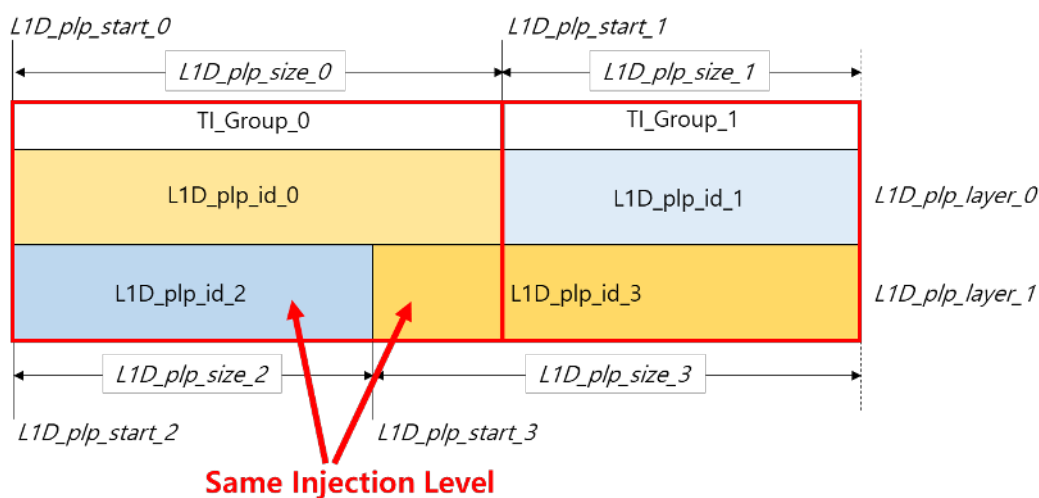 L1D_plp_start_0
L1D_plp_start_1
L1D_plp_size_0
L1D_plp_size_1
TI_Group_0
TI_Group_1
L1D_plp_id_0
L1D_plp_id_1
L1D_plp_layer_0
L1D_plp_id_2
L1D_plp_id_3
L1D_plp_layer_1
L1D_plp_size_2
L1D_plp_size_3
L1D_plp_start_2
L1D_plp_start_3
Same Injection Level